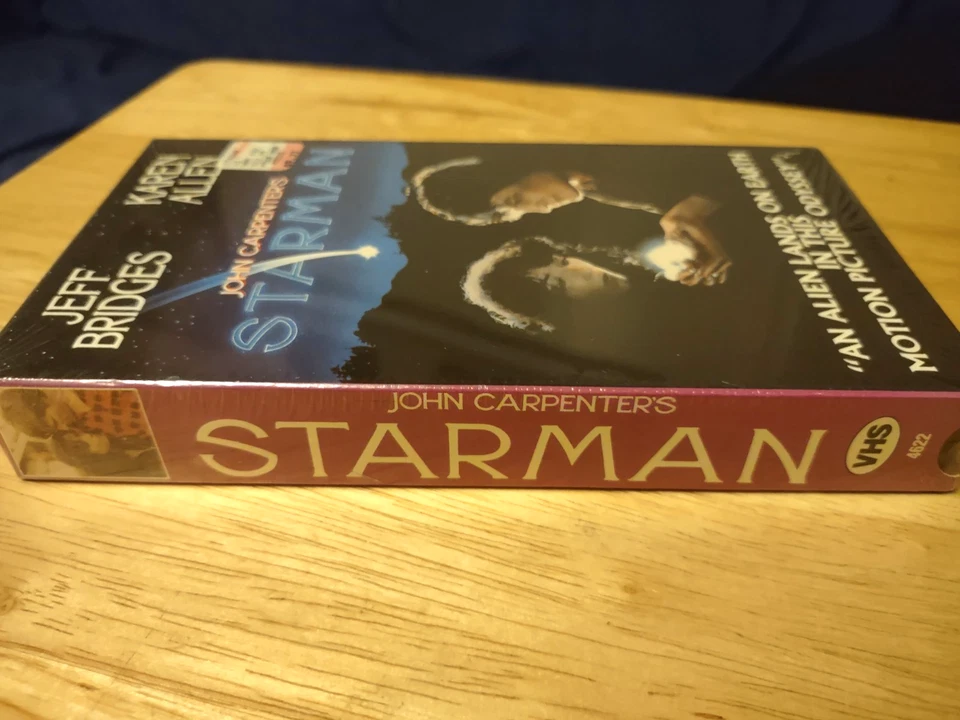 JEFF
BRIDGES
KAREN
ALLEN
JOHN CARPENTER'S
STARMAN
"AN ALIEN LANDS ON EARTH
IN THIS
MOTION PICTURE ODYSSEY"
JOHN CARPENTER'S
STARMAN
VHS
4622